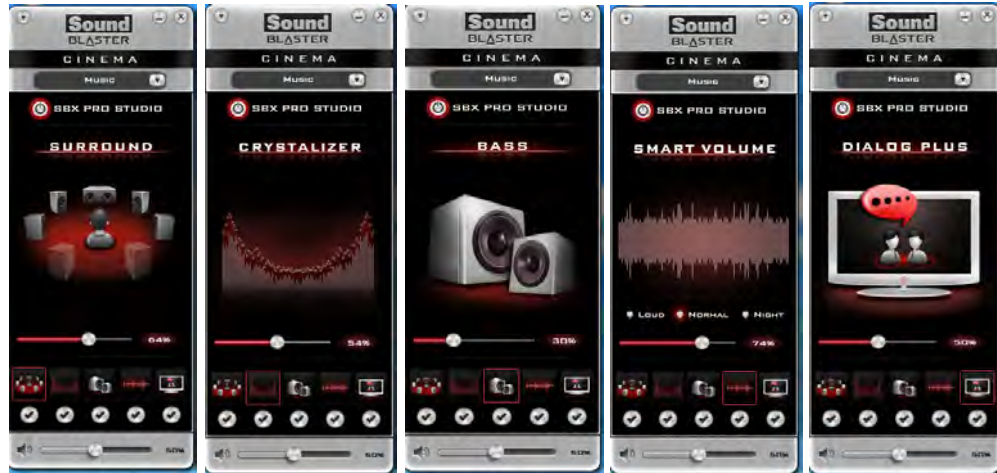 Sound
BLASTER
CINEMA
Music
SBX PRO STUDIO
SURROUND
64%
50%
Sound
BLASTER
CINEMA
Music
SBX PRO STUDIO
CRYSTALIZER
54%
50%
Sound
BLASTER
CINEMA
Music
SBX PRO STUDIO
BASS
30%
50%
Sound
BLASTER
CINEMA
Music
SBX PRO STUDIO
SMART VOLUME
Loud Normal Night
74%
50%
Sound
BLASTER
CINEMA
Music
SBX PRO STUDIO
DIALOG PLUS
50%
50%